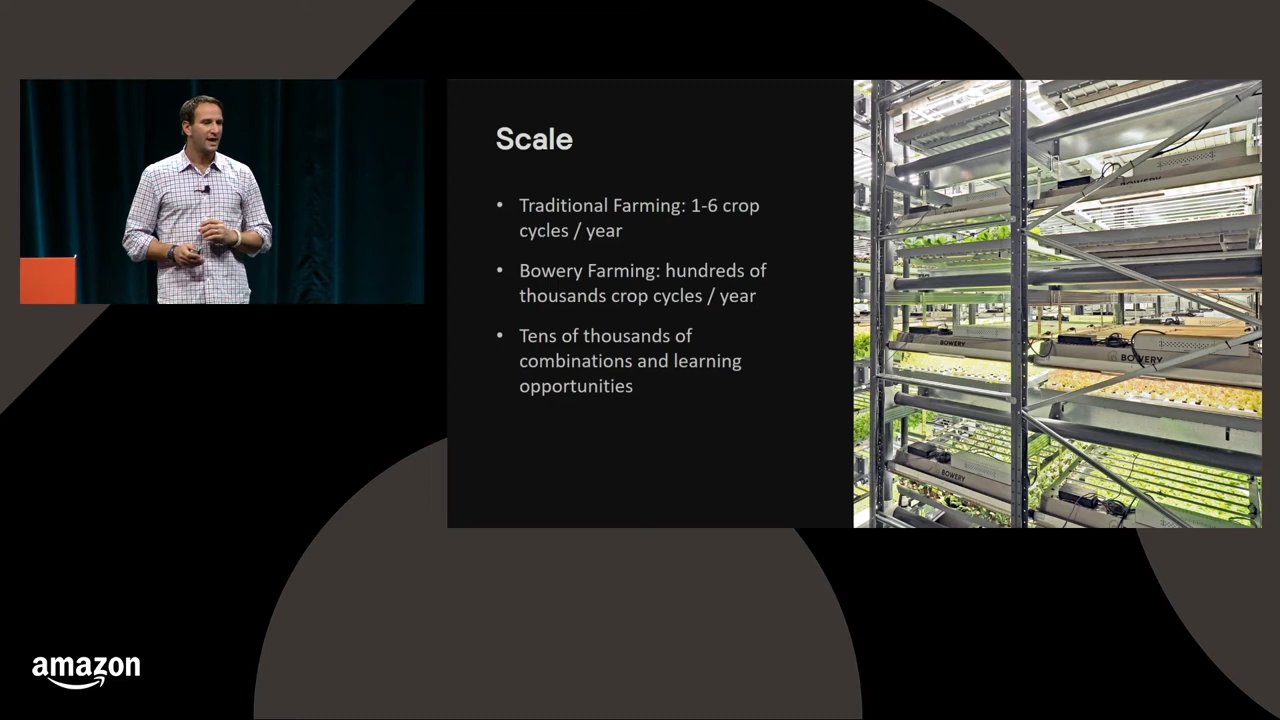 Scale
• Traditional Farming: 1-6 crop
cycles / year
• Bowery Farming: hundreds of
thousands crop cycles / year
• Tens of thousands of
combinations and learning
opportunities
BOWERY
BOWERY
BOWERY
BOWERY
amazon